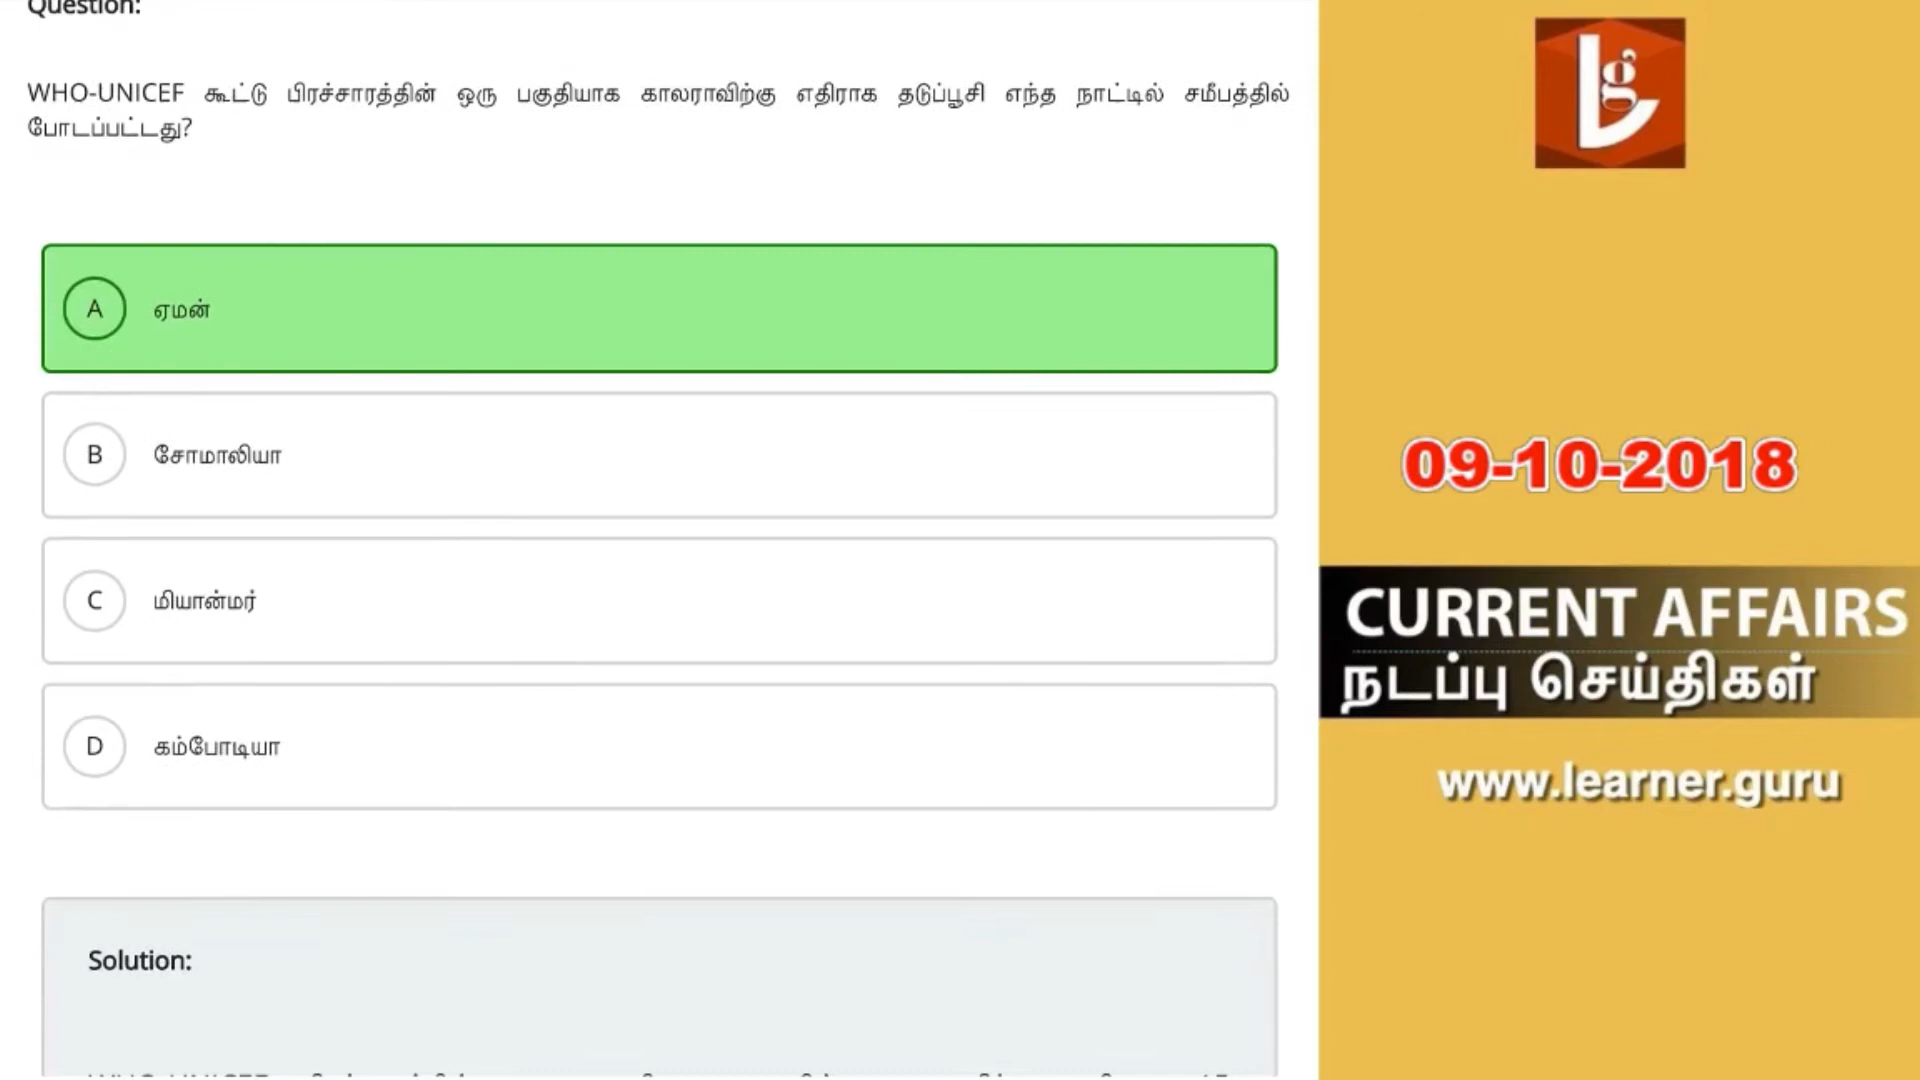 Question:
WHO-UNICEF கூட்டு பிரச்சாரத்தின் ஒரு பகுதியாக காலராவிற்கு எதிராக தடுப்பூசி எந்த நாட்டில் சமீபத்தில்
போடப்பட்டது?
A ஏமன்
B சோமாலியா
C மியான்மர்
D கம்போடியா
Solution:
Lg
09-10-2018
CURRENT AFFAIRS
நடப்பு செய்திகள்
www.learner.guru